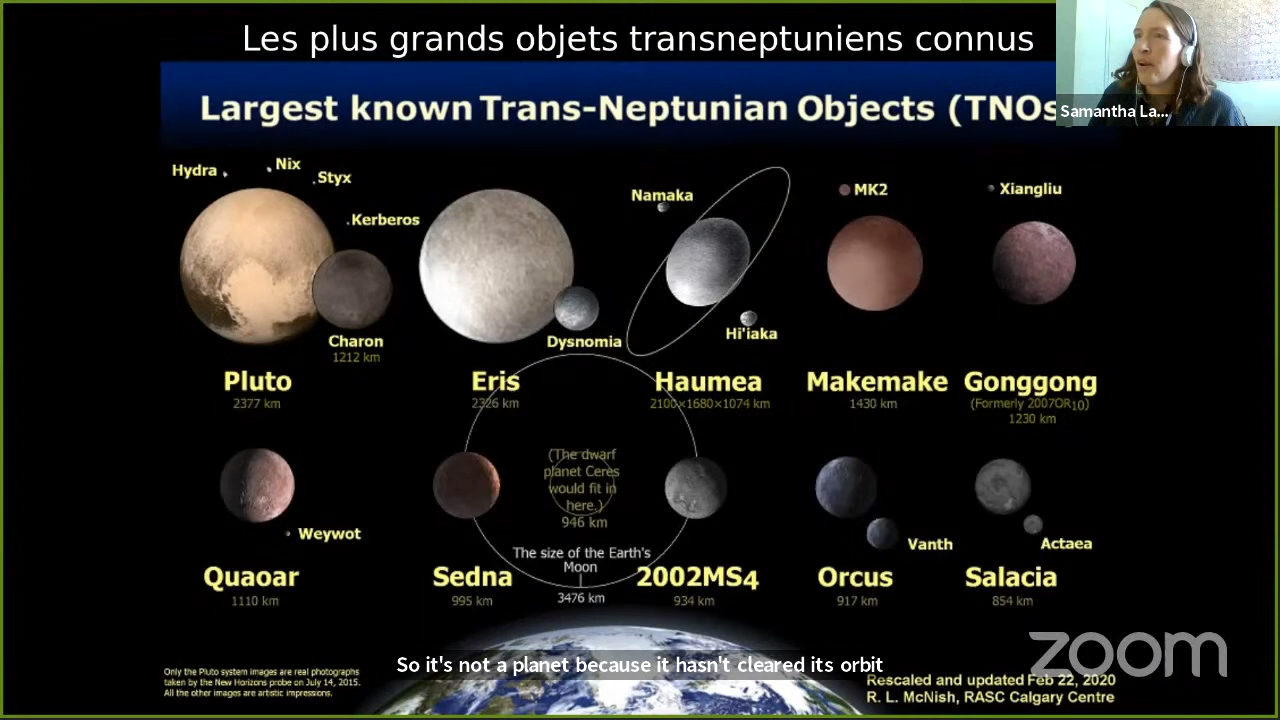 Les plus grands objets transneptuniens connus
Largest known Trans-Neptunian Objects (TNOs
Samantha La...
Hydra
Nix
Styx
Kerberos
Charon
1212 km
Pluto
2377 km
Dysnomia
Eris
2326 km
Namaka
Hi'iaka
Haumea
2100×1680×1074 km
MK2
Makemake
1430 km
Xiangliu
Gonggong
(Formerly 2007OR10)
1230 km
Weywot
Quaoar
1110 km
Sedna
995 km
(The dwarf
planet Ceres
would fit in
here.)
946 km
The size of the Earth's
Moon
3476 km
2002MS4
934 km
Vanth
Orcus
917 km
Actaea
Salacia
854 km
Only the Pluto system images are real photographs
taken by the New Horizons probe on July 14, 2015.
All the other images are artistic impressions.
So it's not a planet because it hasn't cleared its orbit
zoom
Rescaled and updated Feb 22, 2020
R. L. McNish, RASC Calgary Centre